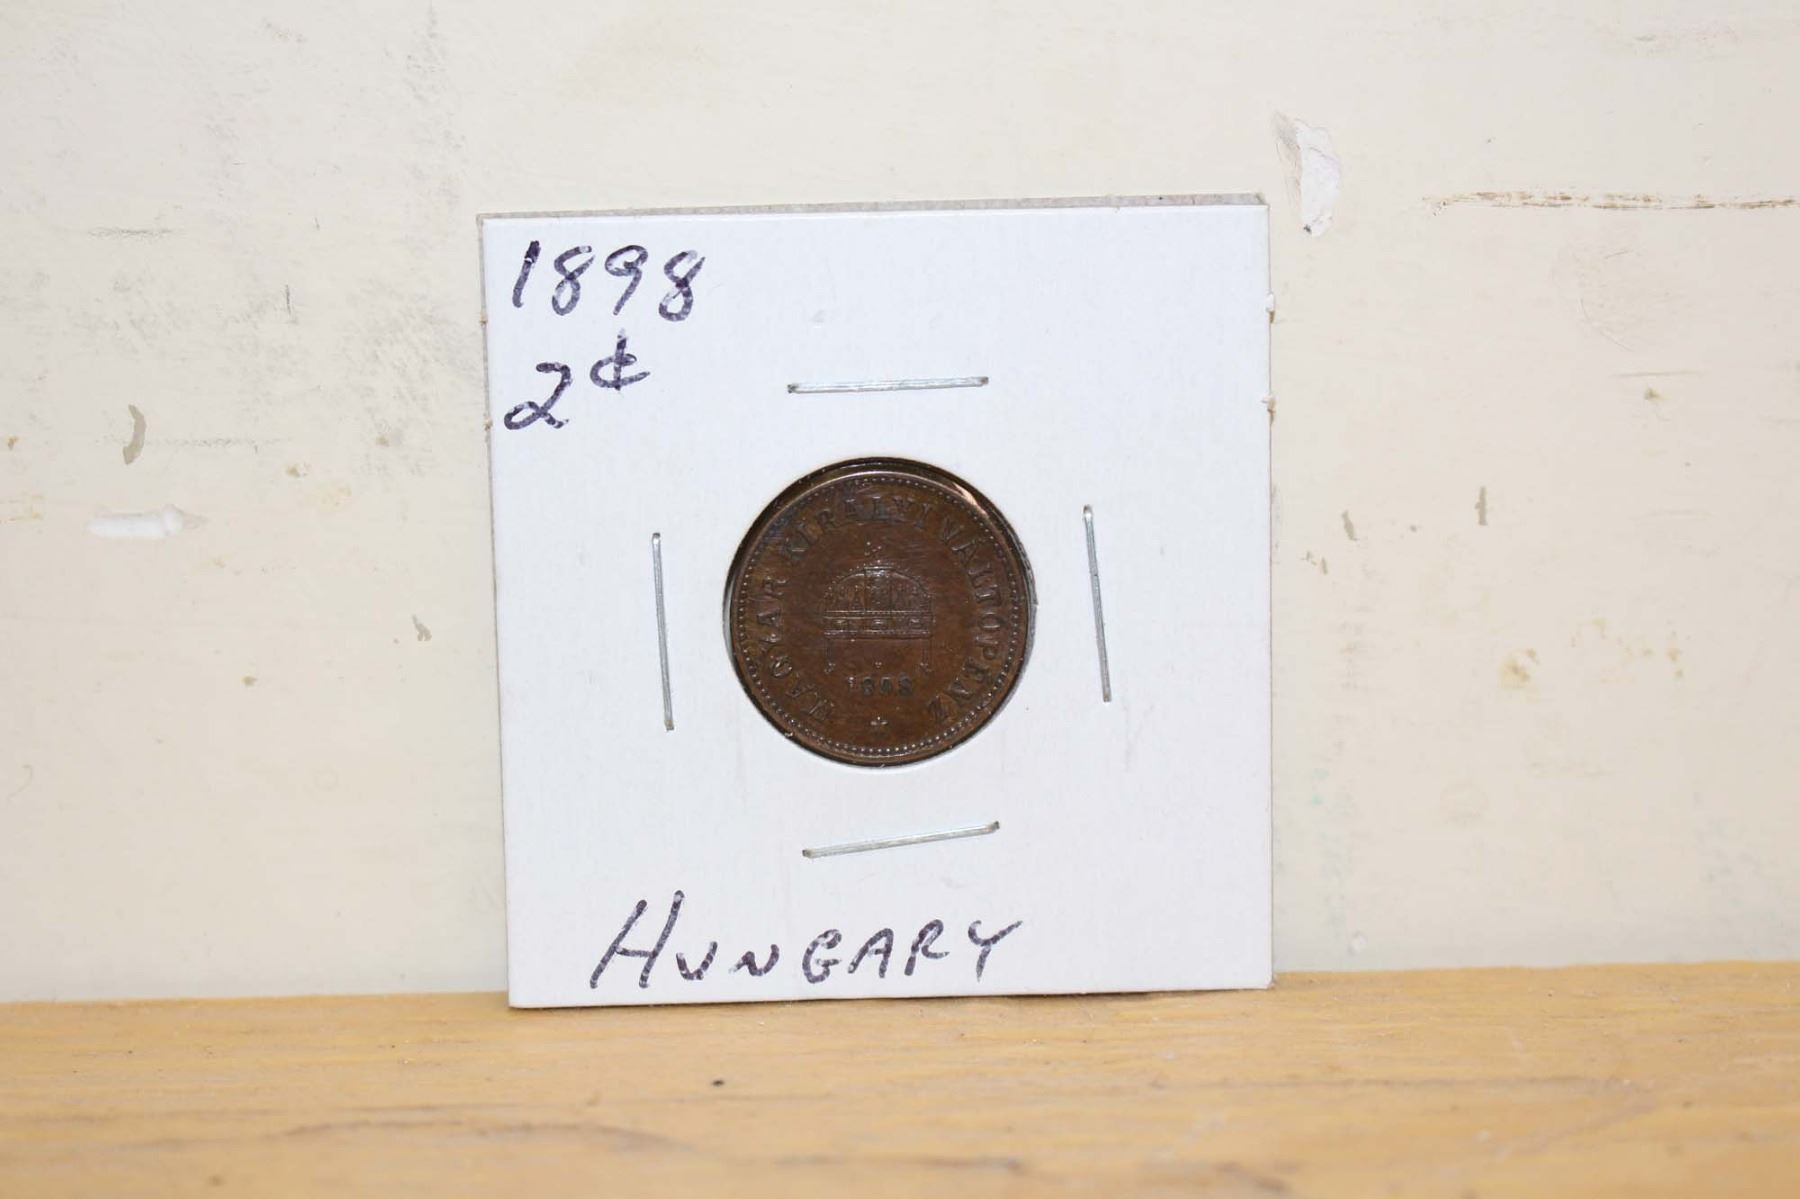 1898
2¢
MAGYAR KIRÁLYI VÁLTÓPÉNZ
1898
HUNGARY